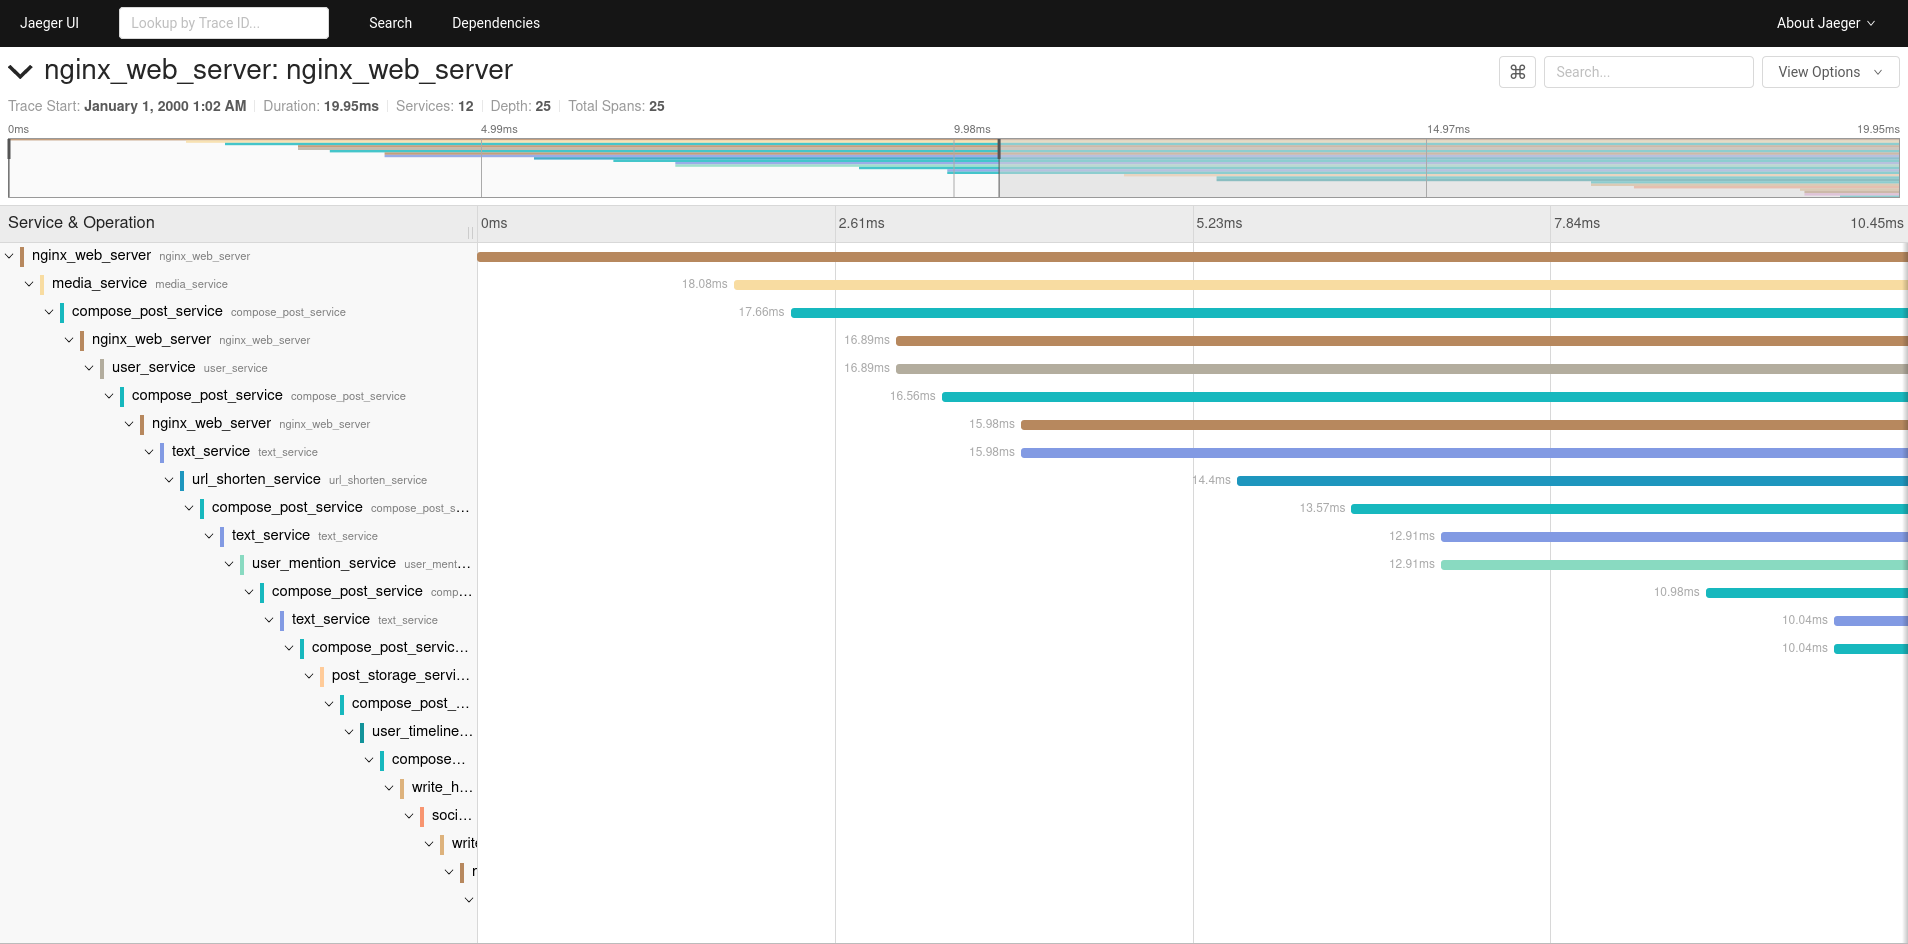 Jaeger UI Lookup by Trace ID... Search Dependencies About Jaeger
nginx_web_server: nginx_web_server ⌘ Search... View Options
Trace Start: January 1, 2000 1:02 AM Duration: 19.95ms Services: 12 Depth: 25 Total Spans: 25
0ms 4.99ms 9.98ms 14.97ms 19.95ms
Service & Operation 0ms 2.61ms 5.23ms 7.84ms 10.45ms
nginx_web_server nginx_web_server
media_service media_service 18.08ms
compose_post_service compose_post_service 17.66ms
nginx_web_server nginx_web_server 16.89ms
user_service user_service 16.89ms
compose_post_service compose_post_service 16.56ms
nginx_web_server nginx_web_server 15.98ms
text_service text_service 15.98ms
url_shorten_service url_shorten_service 14.4ms
compose_post_service compose_post_s... 13.57ms
text_service text_service 12.91ms
user_mention_service user_ment... 12.91ms
compose_post_service comp... 10.98ms
text_service text_service 10.04ms
compose_post_servic... 10.04ms
post_storage_servi...
compose_post_...
user_timeline...
compose...
write_h...
soci...
write